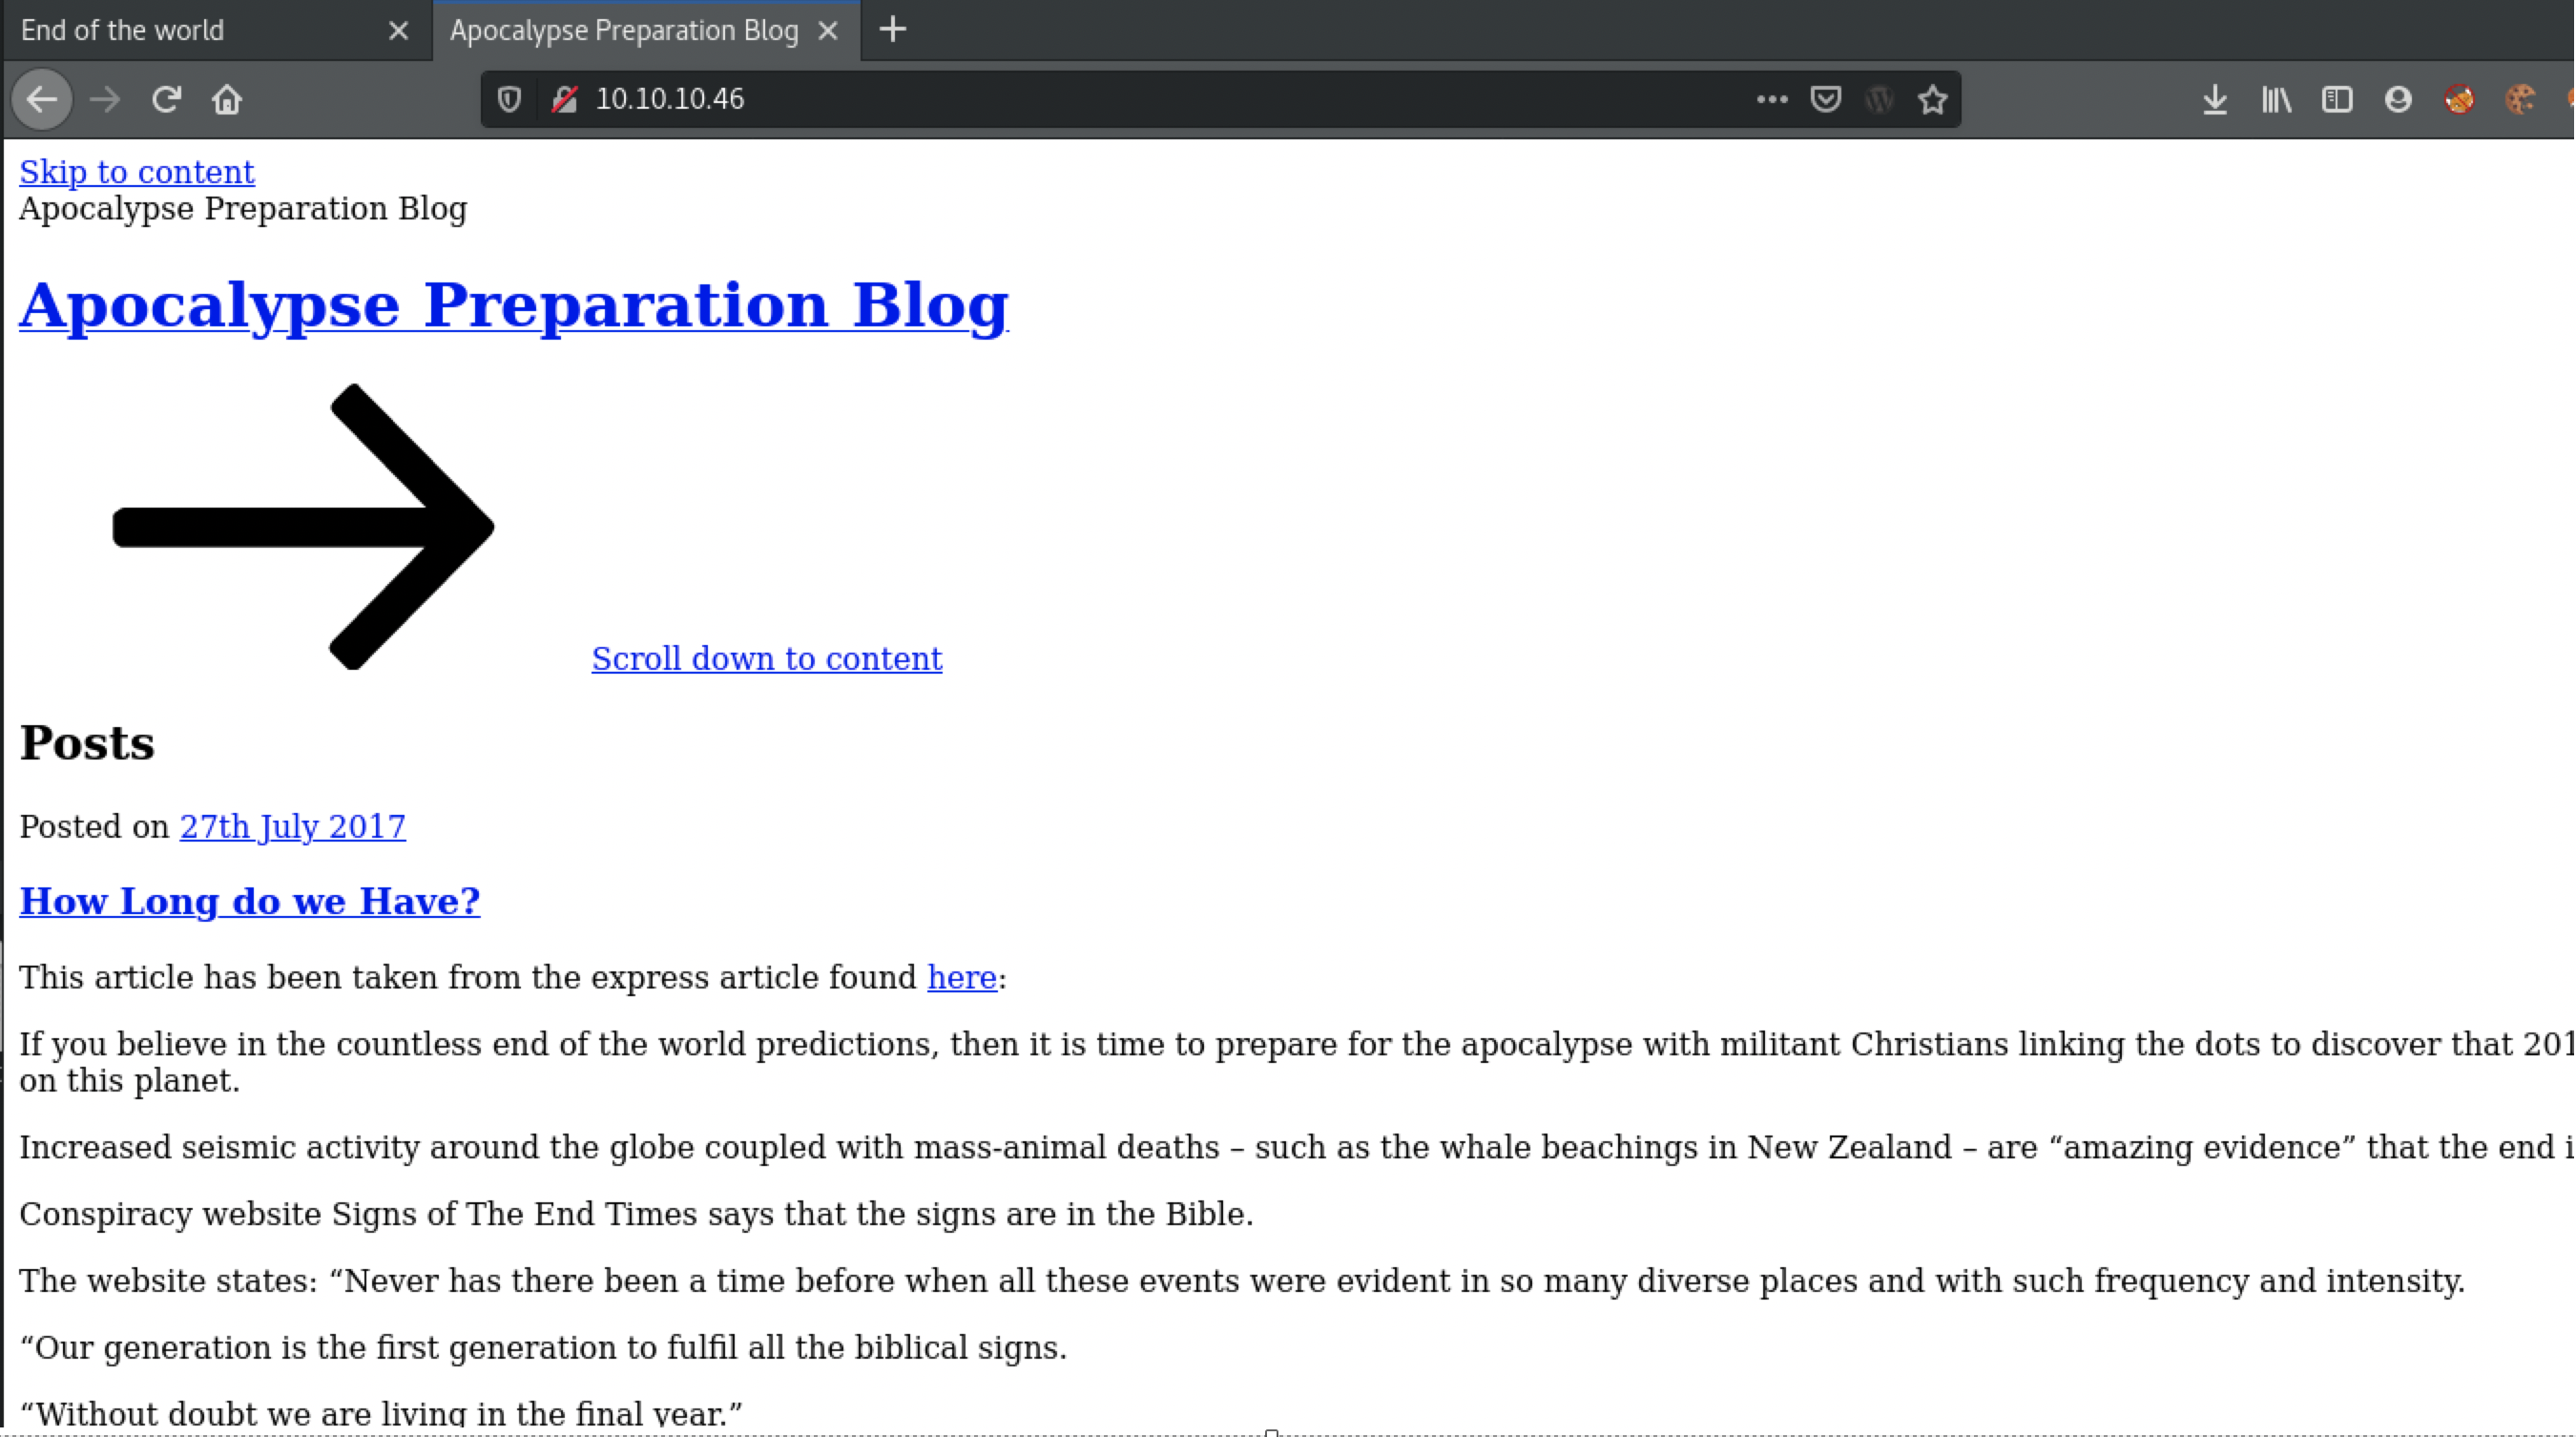 End of the world
Apocalypse Preparation Blog
10.10.10.46
Skip to content
Apocalypse Preparation Blog
Apocalypse Preparation Blog
Scroll down to content
Posts
Posted on 27th July 2017
How Long do we Have?
This article has been taken from the express article found here:
If you believe in the countless end of the world predictions, then it is time to prepare for the apocalypse with militant Christians linking the dots to discover that 201
on this planet.
Increased seismic activity around the globe coupled with mass-animal deaths – such as the whale beachings in New Zealand – are “amazing evidence” that the end i
Conspiracy website Signs of The End Times says that the signs are in the Bible.
The website states: “Never has there been a time before when all these events were evident in so many diverse places and with such frequency and intensity.
“Our generation is the first generation to fulfil all the biblical signs.
“Without doubt we are living in the final year.”